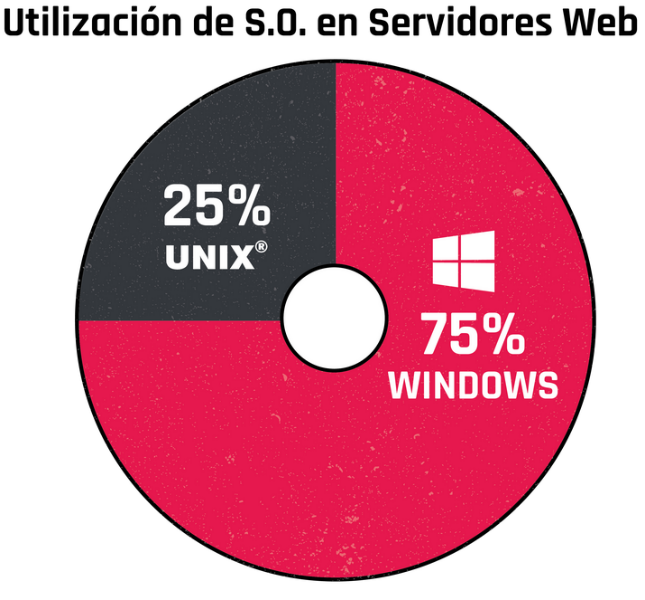 Utilización de S.O. en Servidores Web
25%
UNIX®
75%
WINDOWS